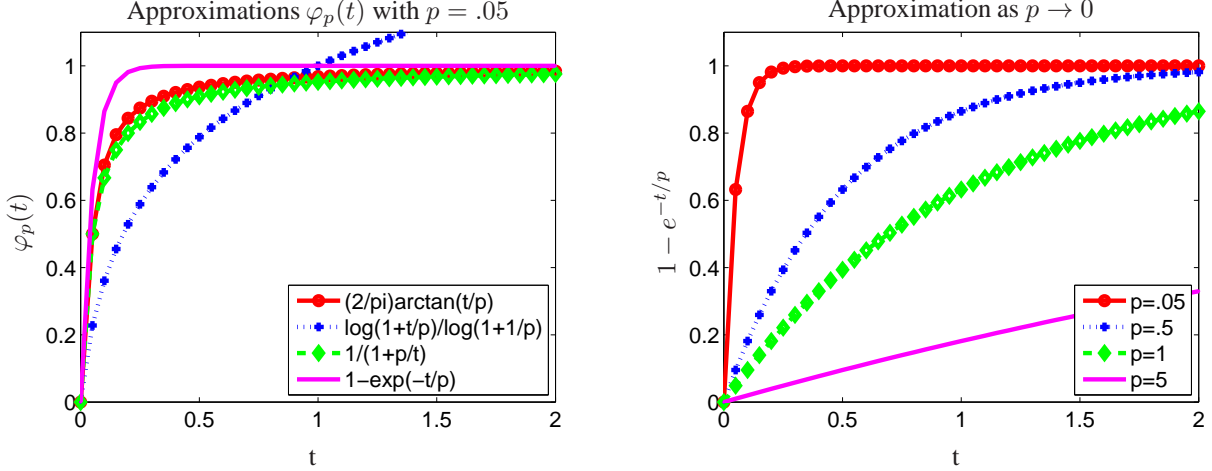 Approximations φₚ(t) with p = .05
φₚ(t)
1
0.8
0.6
0.4
0.2
0
0 0.5 1 1.5 2
t
(2/pi)arctan(t/p)
log(1+t/p)/log(1+1/p)
1/(1+p/t)
1−exp(−t/p)
Approximation as p → 0
1 − e^{−t/p}
1
0.8
0.6
0.4
0.2
0
0 0.5 1 1.5 2
t
p=.05
p=.5
p=1
p=5